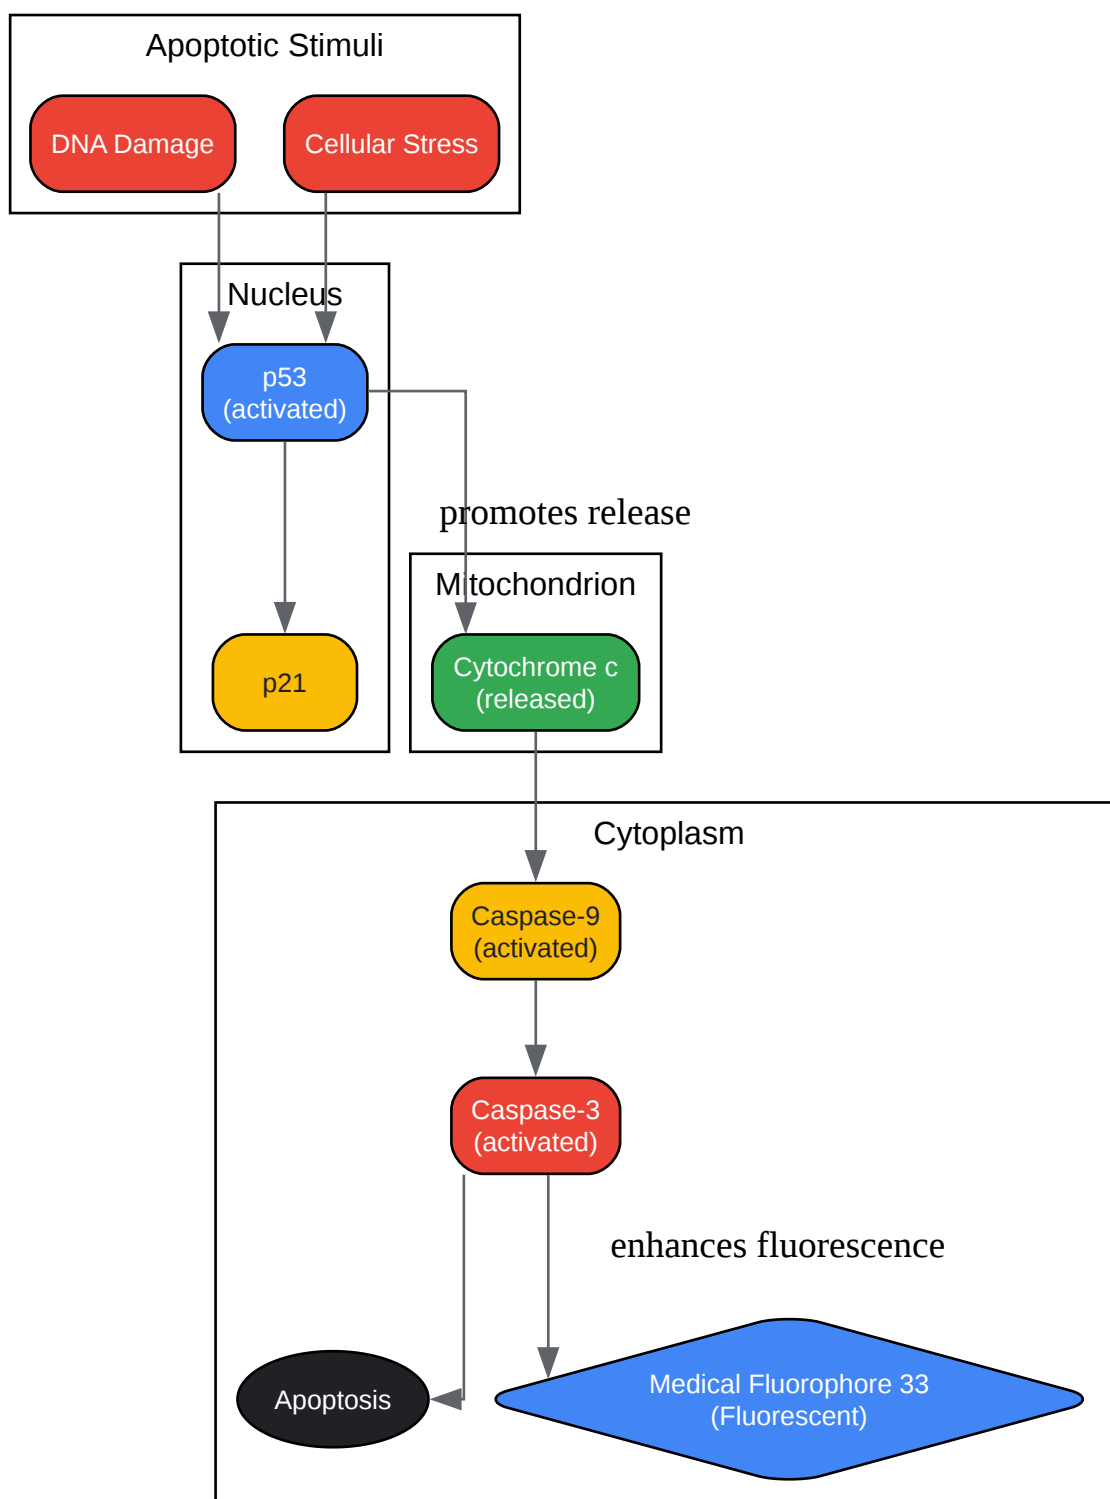 Apoptotic Stimuli
DNA Damage
Cellular Stress
Nucleus
p53
(activated)
promotes release
Mitochondrion
p21
Cytochrome c
(released)
Cytoplasm
Caspase-9
(activated)
Caspase-3
(activated)
enhances fluorescence
Apoptosis
Medical Fluorophore 33
(Fluorescent)